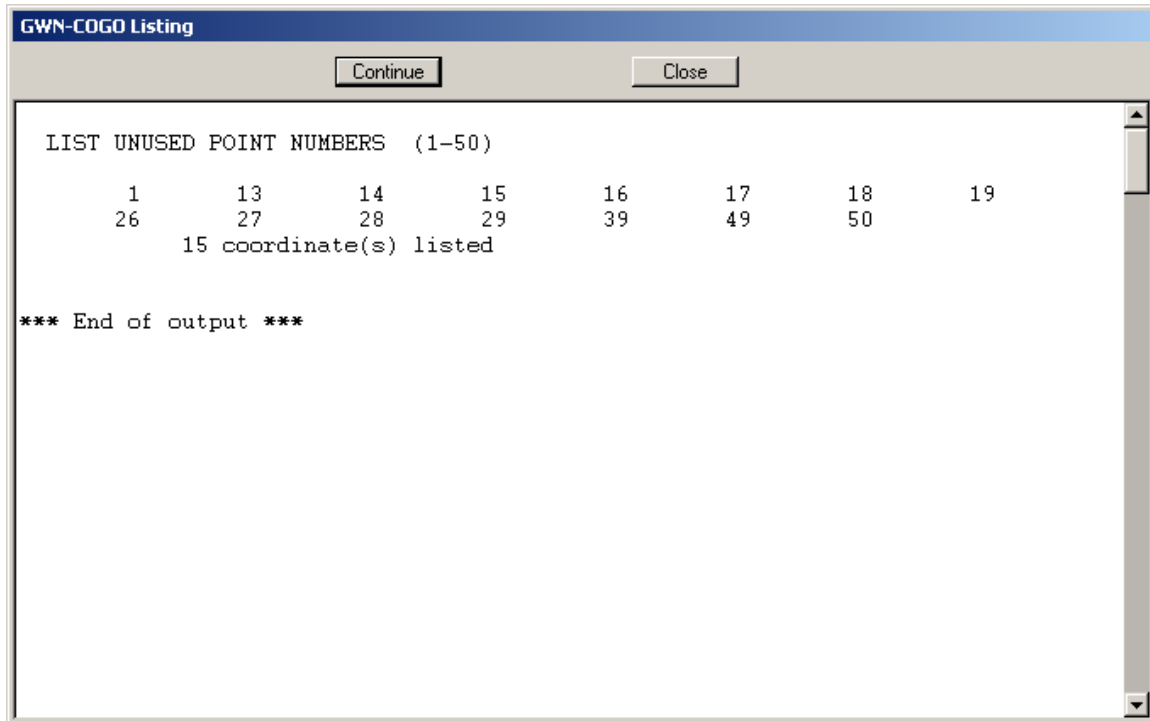 GWN-COGO Listing
Continue Close
LIST UNUSED POINT NUMBERS (1-50)
1 13 14 15 16 17 18 19
26 27 28 29 39 49 50
15 coordinate(s) listed
*** End of output ***